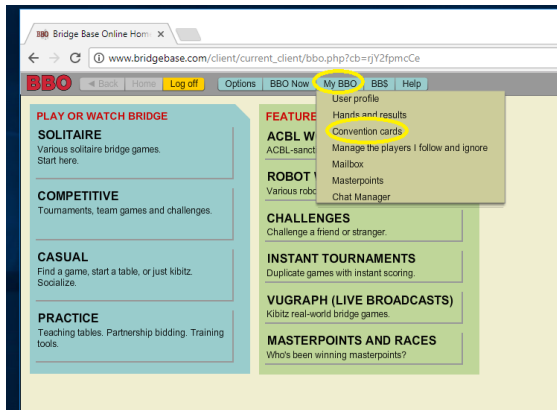 Bridge Base Online Hom
www.bridgebase.com/client/current_client/bbo.php?cb=rjY2fpmcCe
BBO Back Home Log off Options BBO Now My BBO BB$ Help
User profile
Hands and results
Convention cards
Manage the players I follow and ignore
Mailbox
Masterpoints
Chat Manager
PLAY OR WATCH BRIDGE
SOLITAIRE
Various solitaire bridge games.
Start here.
COMPETITIVE
Tournaments, team games and challenges.
CASUAL
Find a game, start a table, or just kibitz.
Socialize.
PRACTICE
Teaching tables. Partnership bidding. Training
tools.
FEATURE
ACBL W
ACBL-sanct
ROBOT
Various robo
CHALLENGES
Challenge a friend or stranger.
INSTANT TOURNAMENTS
Duplicate games with instant scoring.
VUGRAPH (LIVE BROADCASTS)
Kibitz real-world bridge games.
MASTERPOINTS AND RACES
Who's been winning masterpoints?